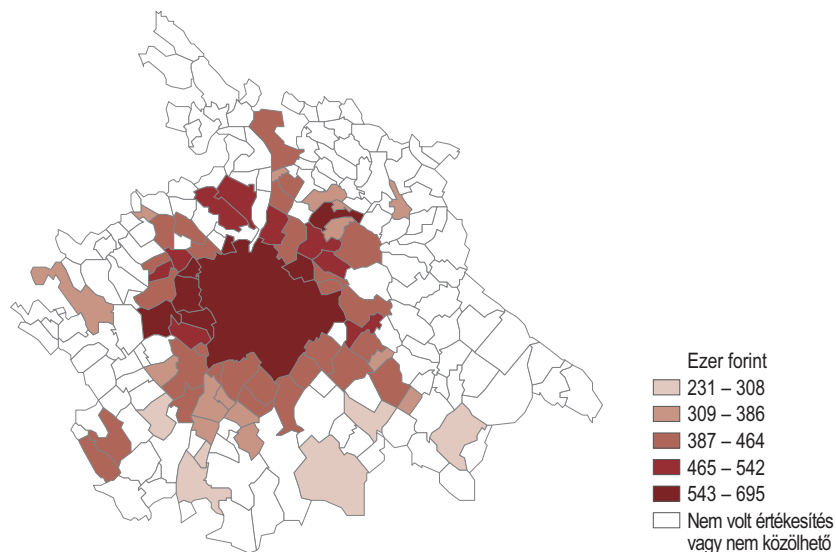 Ezer forint
231 – 308
309 – 386
387 – 464
465 – 542
543 – 695
Nem volt értékesítés
vagy nem közölhető